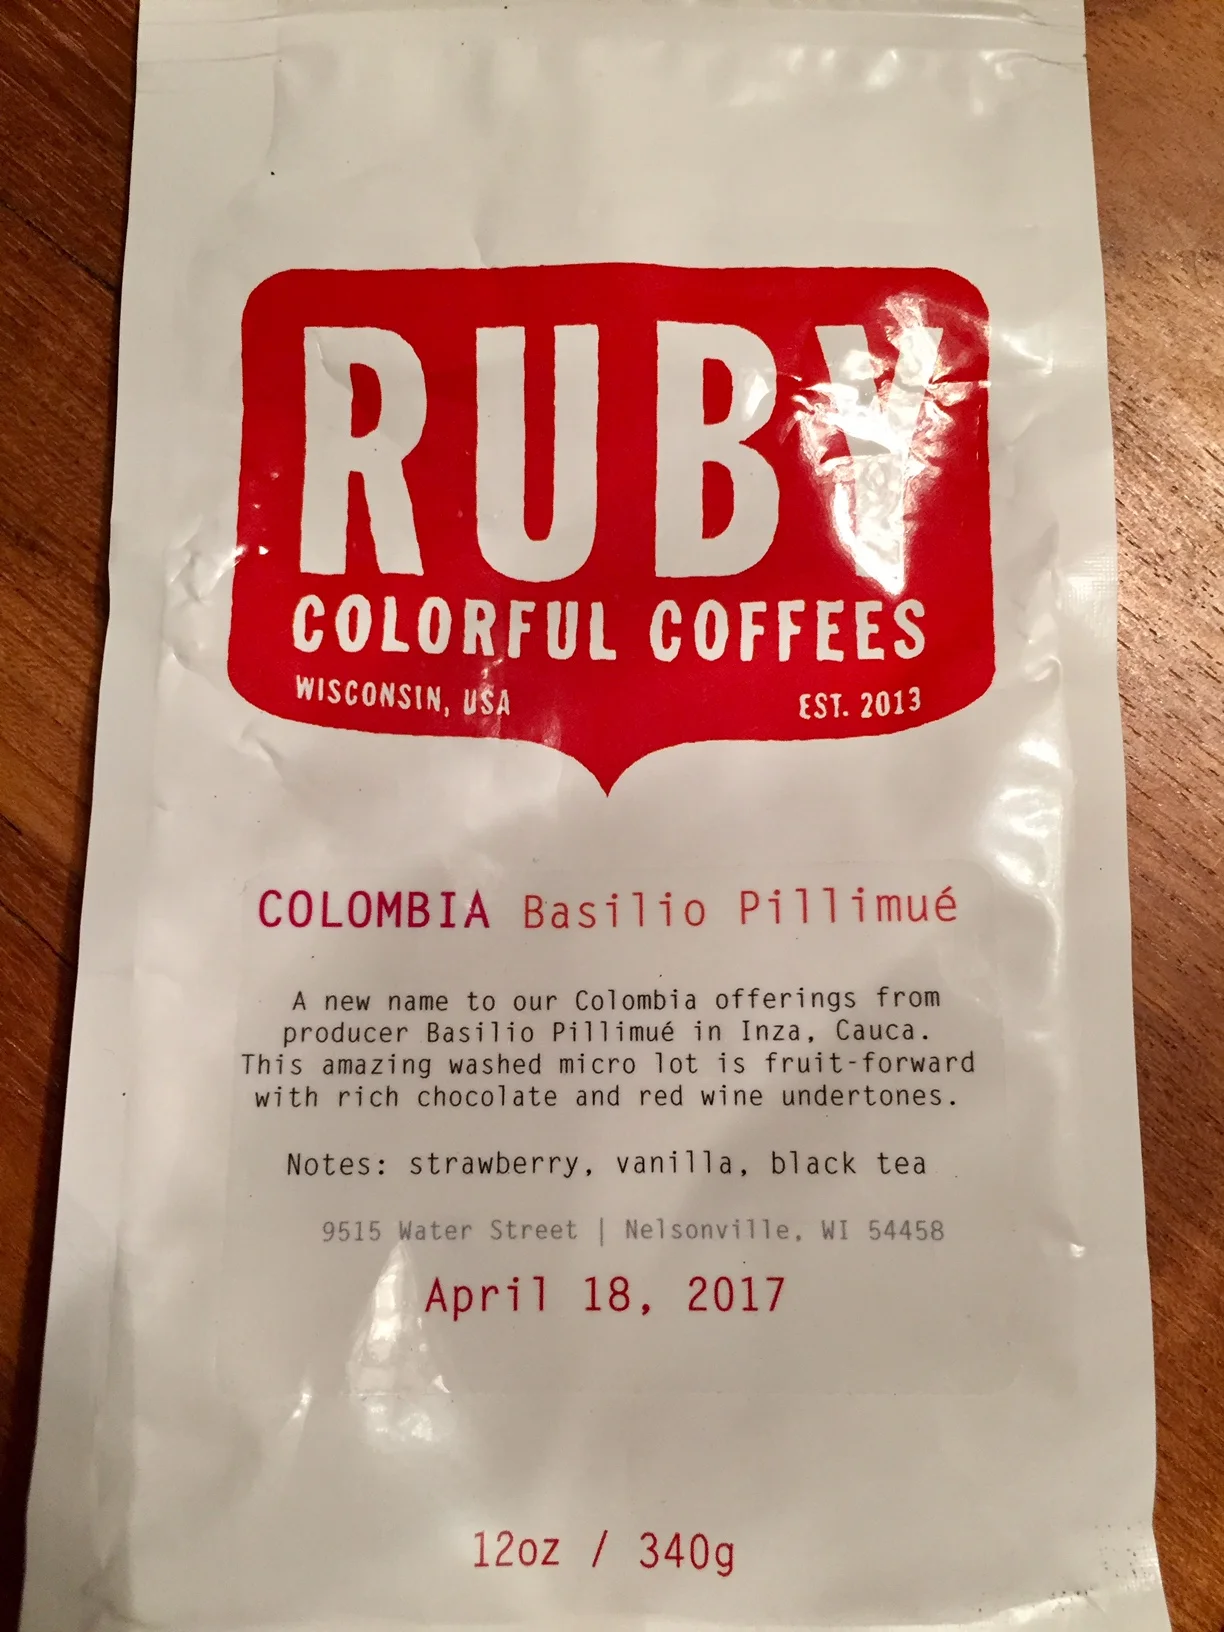 RUBY
COLORFUL COFFEES
WISCONSIN, USA EST. 2013
COLOMBIA Basilio Pillimué
A new name to our Colombia offerings from
producer Basilio Pillimué in Inza, Cauca.
This amazing washed micro lot is fruit-forward
with rich chocolate and red wine undertones.
Notes: strawberry, vanilla, black tea
9515 Water Street | Nelsonville, WI 54458
April 18, 2017
12oz / 340g